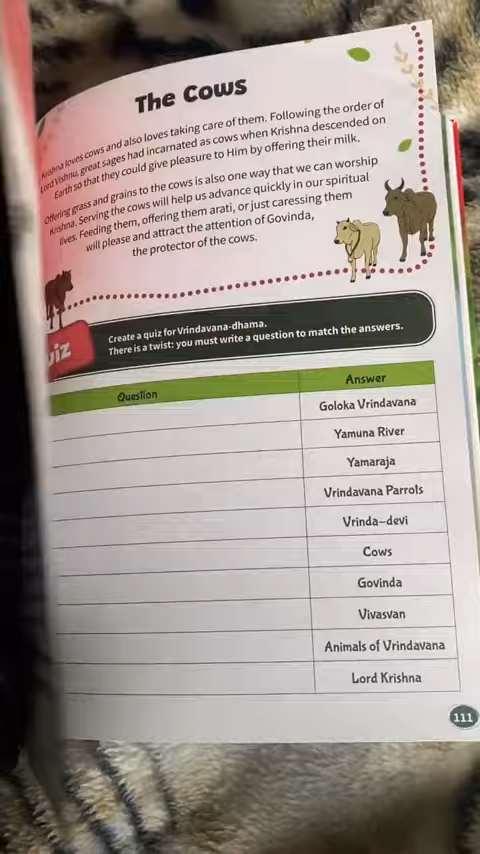 The Cows
Krishna loves cows and also loves taking care of them. Following the order of
Lord Vishnu, great sages had incarnated as cows when Krishna descended on
Earth so that they could give pleasure to Him by offering their milk.
Offering grass and grains to the cows is also one way that we can worship
Krishna. Serving the cows will help us advance quickly in our spiritual
lives. Feeding them, offering them arati, or just caressing them
will please and attract the attention of Govinda,
the protector of the cows.
uiz
Create a quiz for Vrindavana-dhama.
There is a twist: you must write a question to match the answers.
Question Answer
Goloka Vrindavana
Yamuna River
Yamaraja
Vrindavana Parrots
Vrinda-devi
Cows
Govinda
Vivasvan
Animals of Vrindavana
Lord Krishna
111